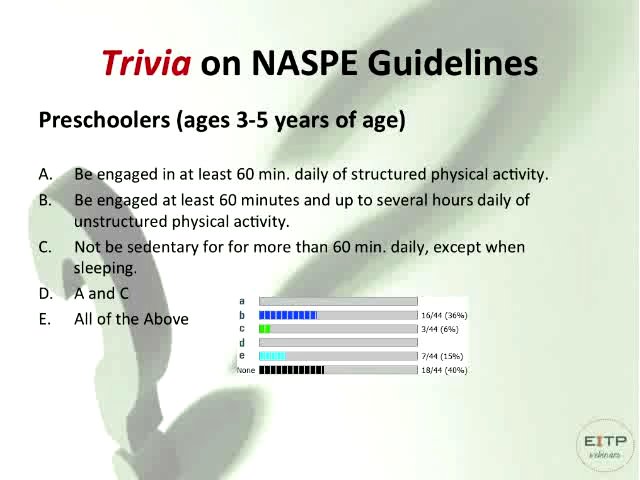 Trivia on NASPE Guidelines
Preschoolers (ages 3-5 years of age)
A. Be engaged in at least 60 min. daily of structured physical activity.
B. Be engaged at least 60 minutes and up to several hours daily of
unstructured physical activity.
C. Not be sedentary for for more than 60 min. daily, except when
sleeping.
D. A and C
E. All of the Above
a
b 16/44 (36%)
c 3/44 (6%)
d
e 7/44 (15%)
None 18/44 (40%)
EITP
webinars